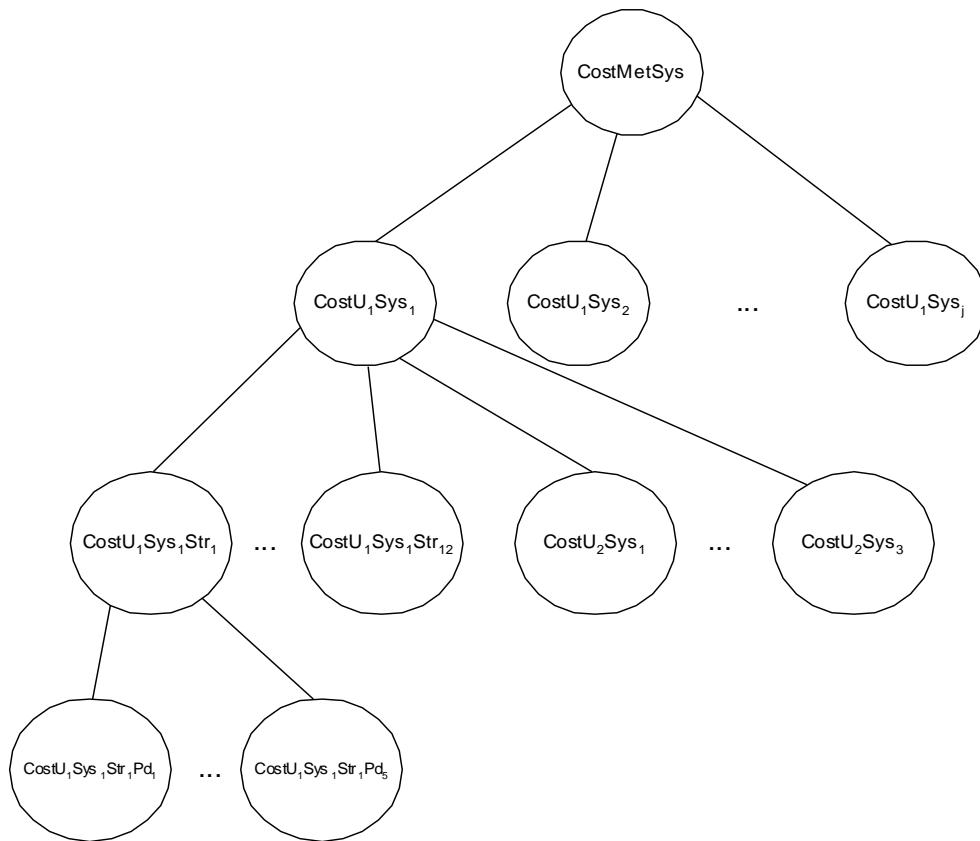 CostMetSys
CostU₁Sys₁
CostU₁Sys₂
...
CostU₁Sysⱼ
CostU₁Sys₁Str₁
...
CostU₁Sys₁Str₁₂
CostU₂Sys₁
...
CostU₂Sys₃
CostU₁Sys₁Str₁Pd₁
...
CostU₁Sys₁Str₁Pd₅